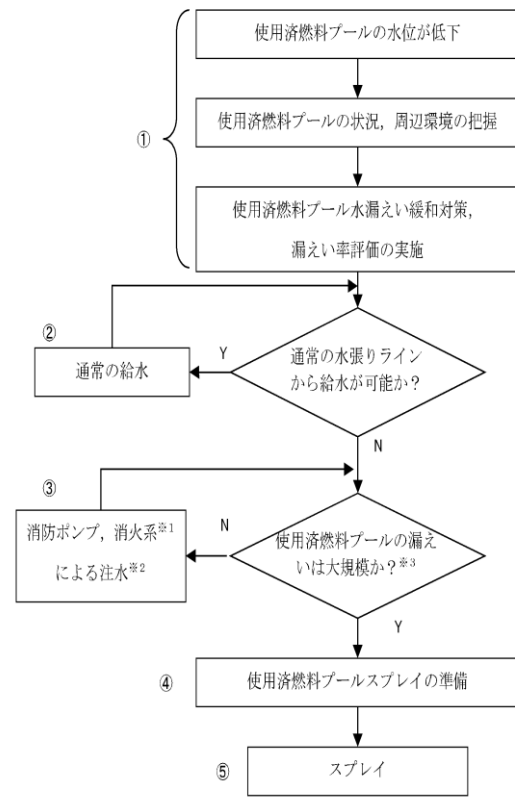 使用済燃料プールの水位が低下
使用済燃料プールの状況，周辺環境の把握
①
使用済燃料プール水漏えい緩和対策，
漏えい率評価の実施
②
通常の給水
Y
通常の水張りライン
から給水が可能か？
N
③
消防ポンプ，消火系※1
による注水※2
N
使用済燃料プールの漏え
いは大規模か？※3
Y
④
使用済燃料プールスプレイの準備
⑤
スプレイ